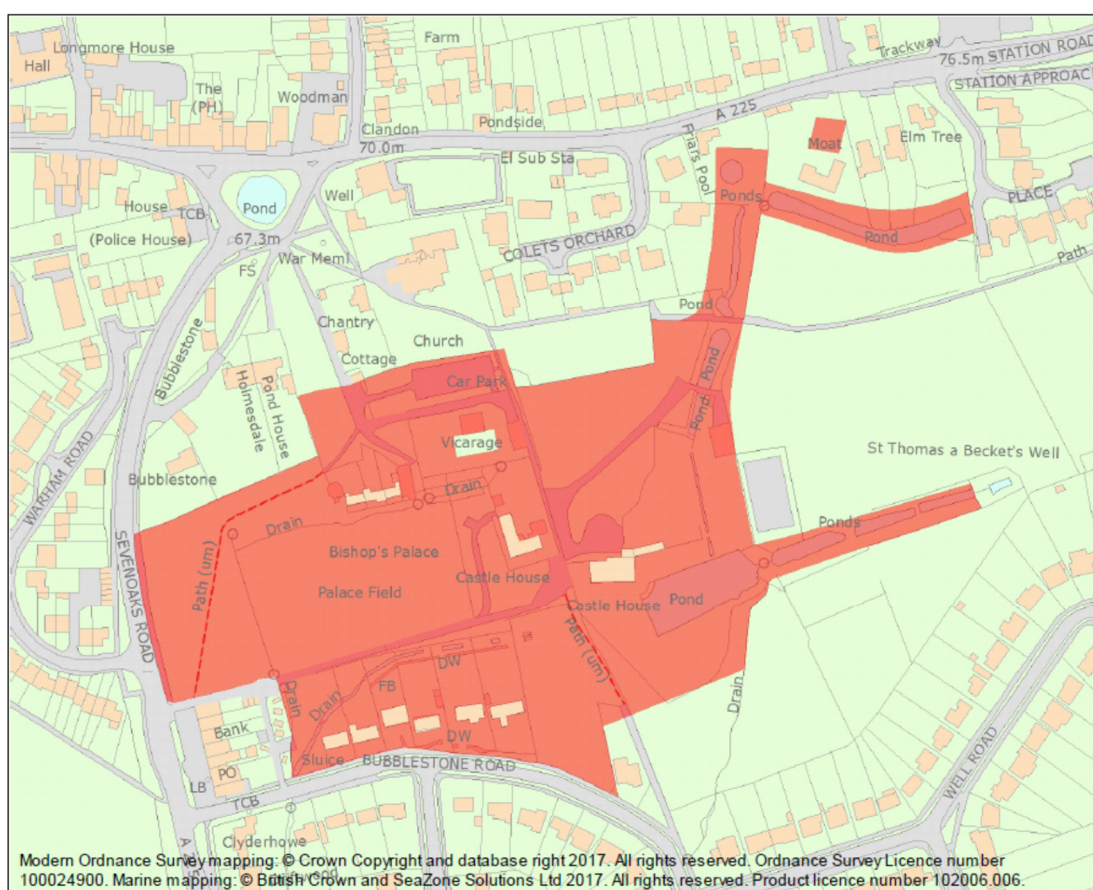 Longmore House
Hall
The
(PH)
Woodman
Farm
Pondside
Clandon
70.0m
El Sub Sta
A 225
Trackway
76.5m STATION ROAD
STATION APPROACH
Friars Pool
Moat
Elm Tree
PLACE
Path
Ponds
Pond
House
TCB
(Police House)
Pond
67.3m
Well
War Meml
FS
COLETS ORCHARD
Pond
Pond
Pond
Chantry
Cottage
Church
Car Park
Bubblestone
Holmesdale
Pond House
Vicarage
Drain
Drain
Bubblestone
WARHAM ROAD
SEVENOAKS ROAD
Path (um)
Bishop's Palace
Palace Field
Castle House
Castle House
Pond
Path (um)
St Thomas a Becket's Well
Ponds
Drain
WELL ROAD
DW
FB
Drain
Drain
DW
Sluice
BUBBLESTONE ROAD
Bank
PO
LB
TCB
Clyderhowe
Modern Ordnance Survey mapping: © Crown Copyright and database right 2017. All rights reserved. Ordnance Survey Licence number
100024900. Marine mapping: © British Crown and SeaZone Solutions Ltd 2017. All rights reserved. Product licence number 102006.006.